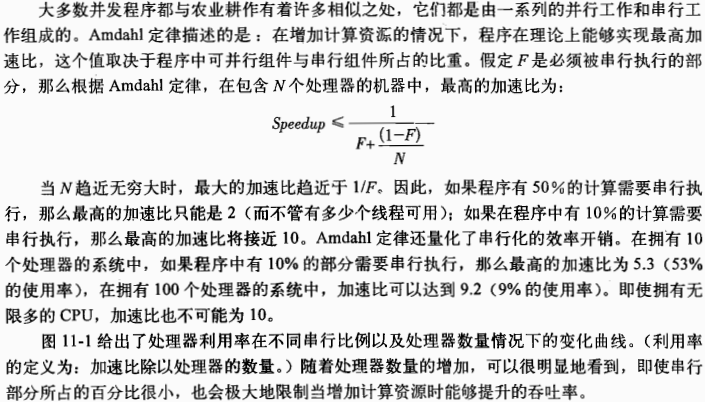 大多数并发程序都与农业耕作有着许多相似之处，它们都是由一系列的并行工作和串行工
作组成的。Amdahl 定律描述的是：在增加计算资源的情况下，程序在理论上能够实现最高加
速比，这个值取决于程序中可并行组件与串行组件所占的比重。假定 F 是必须被串行执行的部
分，那么根据 Amdahl 定律，在包含 N 个处理器的机器中，最高的加速比为：
Speedup ≤ 1 / (F+ (1−F)/N)
当 N 趋近无穷大时，最大的加速比趋近于 1/F。因此，如果程序有 50％的计算需要串行执
行，那么最高的加速比只能是 2（而不管有多少个线程可用）；如果在程序中有 10％的计算需要
串行执行，那么最高的加速比将接近 10。Amdahl 定律还量化了串行化的效率开销。在拥有 10
个处理器的系统中，如果程序中有 10% 的部分需要串行执行，那么最高的加速比为 5.3（53%
的使用率），在拥有 100 个处理器的系统中，加速比可以达到 9.2（9% 的使用率）。即使拥有无
限多的 CPU，加速比也不可能为 10。
图 11-1 给出了处理器利用率在不同串行比例以及处理器数量情况下的变化曲线。（利用率
的定义为：加速比除以处理器的数量。）随着处理器数量的增加，可以很明显地看到，即使串行
部分所占的百分比很小，也会极大地限制当增加计算资源时能够提升的吞吐率。